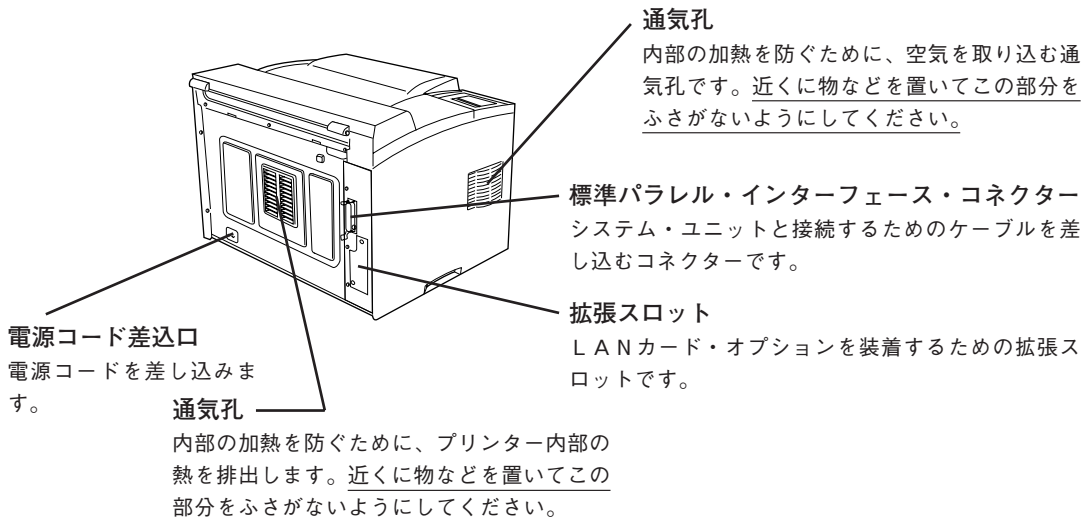 通気孔
内部の加熱を防ぐために、空気を取り込む通
気孔です。近くに物などを置いてこの部分を
ふさがないようにしてください。
標準パラレル・インターフェース・コネクター
システム・ユニットと接続するためのケーブルを差
し込むコネクターです。
拡張スロット
ＬＡＮカード・オプションを装着するための拡張ス
ロットです。
電源コード差込口
電源コードを差し込みま
す。
通気孔
内部の加熱を防ぐために、プリンター内部の
熱を排出します。近くに物などを置いてこの
部分をふさがないようにしてください。